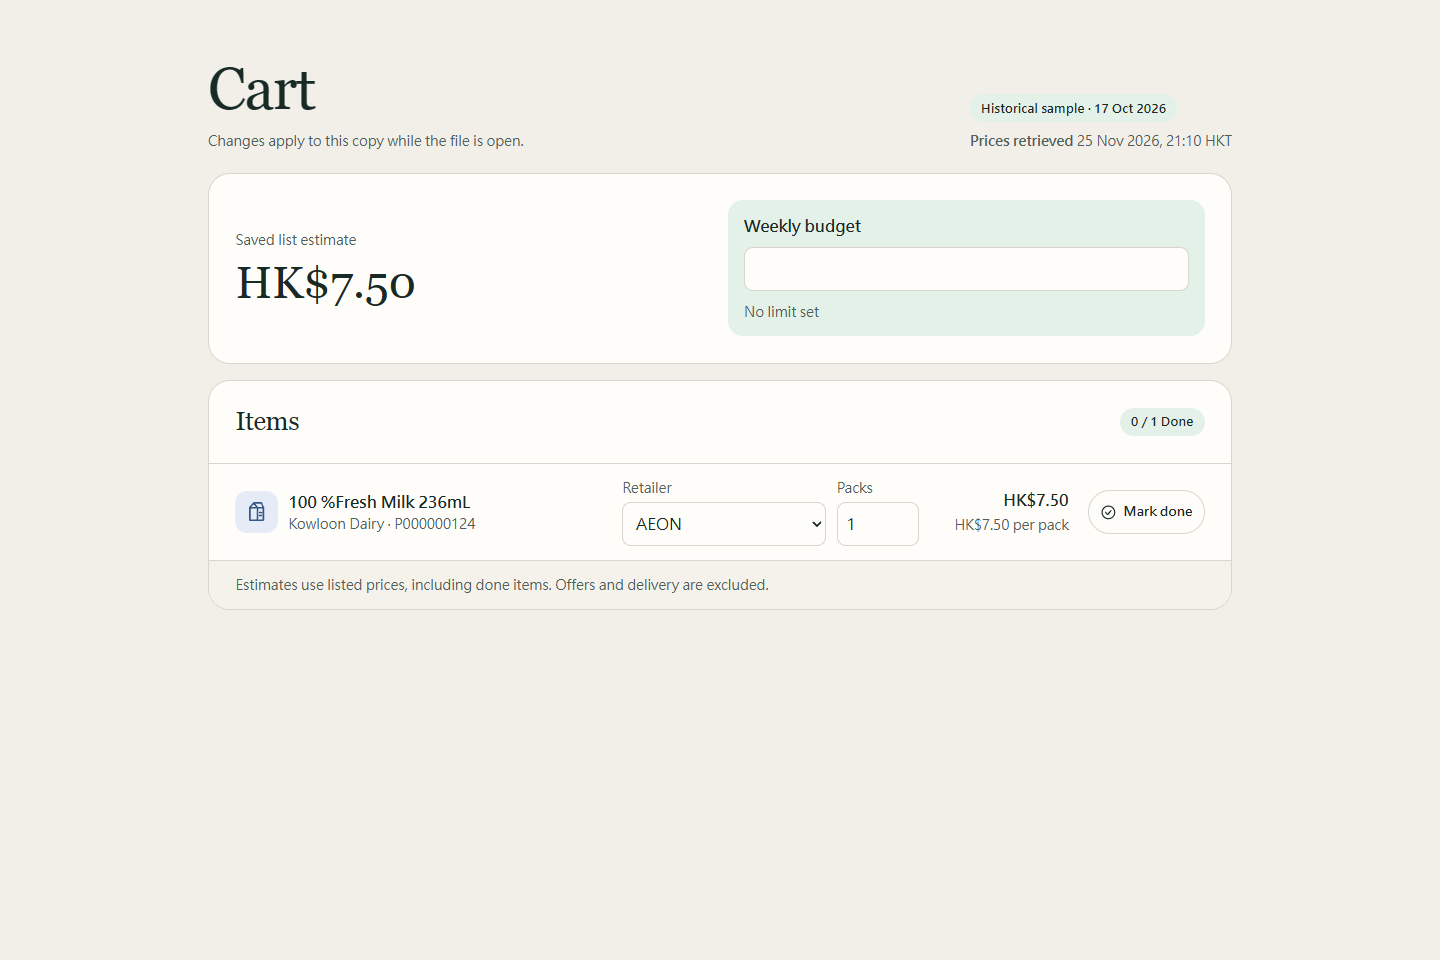 Cart
Changes apply to this copy while the file is open.
Historical sample · 17 Oct 2026
Prices retrieved 25 Nov 2026, 21:10 HKT
Saved list estimate
HK$7.50
Weekly budget
No limit set
Items
0 / 1 Done
100 %Fresh Milk 236mL
Kowloon Dairy · P000000124
Retailer
AEON
Packs
1
HK$7.50
HK$7.50 per pack
Mark done
Estimates use listed prices, including done items. Offers and delivery are excluded.